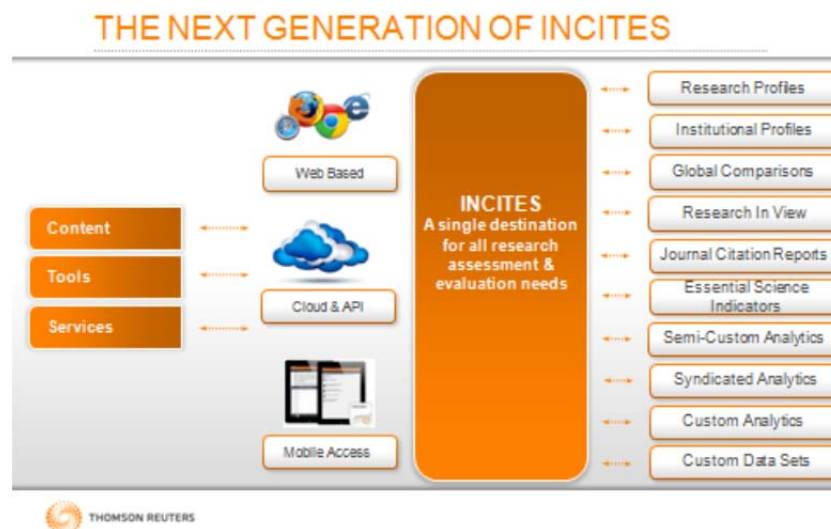 THE NEXT GENERATION OF INCITES
Content
Tools
Services
Web Based
Cloud & API
Mobile Access
INCITES
A single destination
for all research
assessment &
evaluation needs
Research Profiles
Institutional Profiles
Global Comparisons
Research In View
Journal Citation Reports
Essential Science
Indicators
Semi-Custom Analytics
Syndicated Analytics
Custom Analytics
Custom Data Sets
THOMSON REUTERS